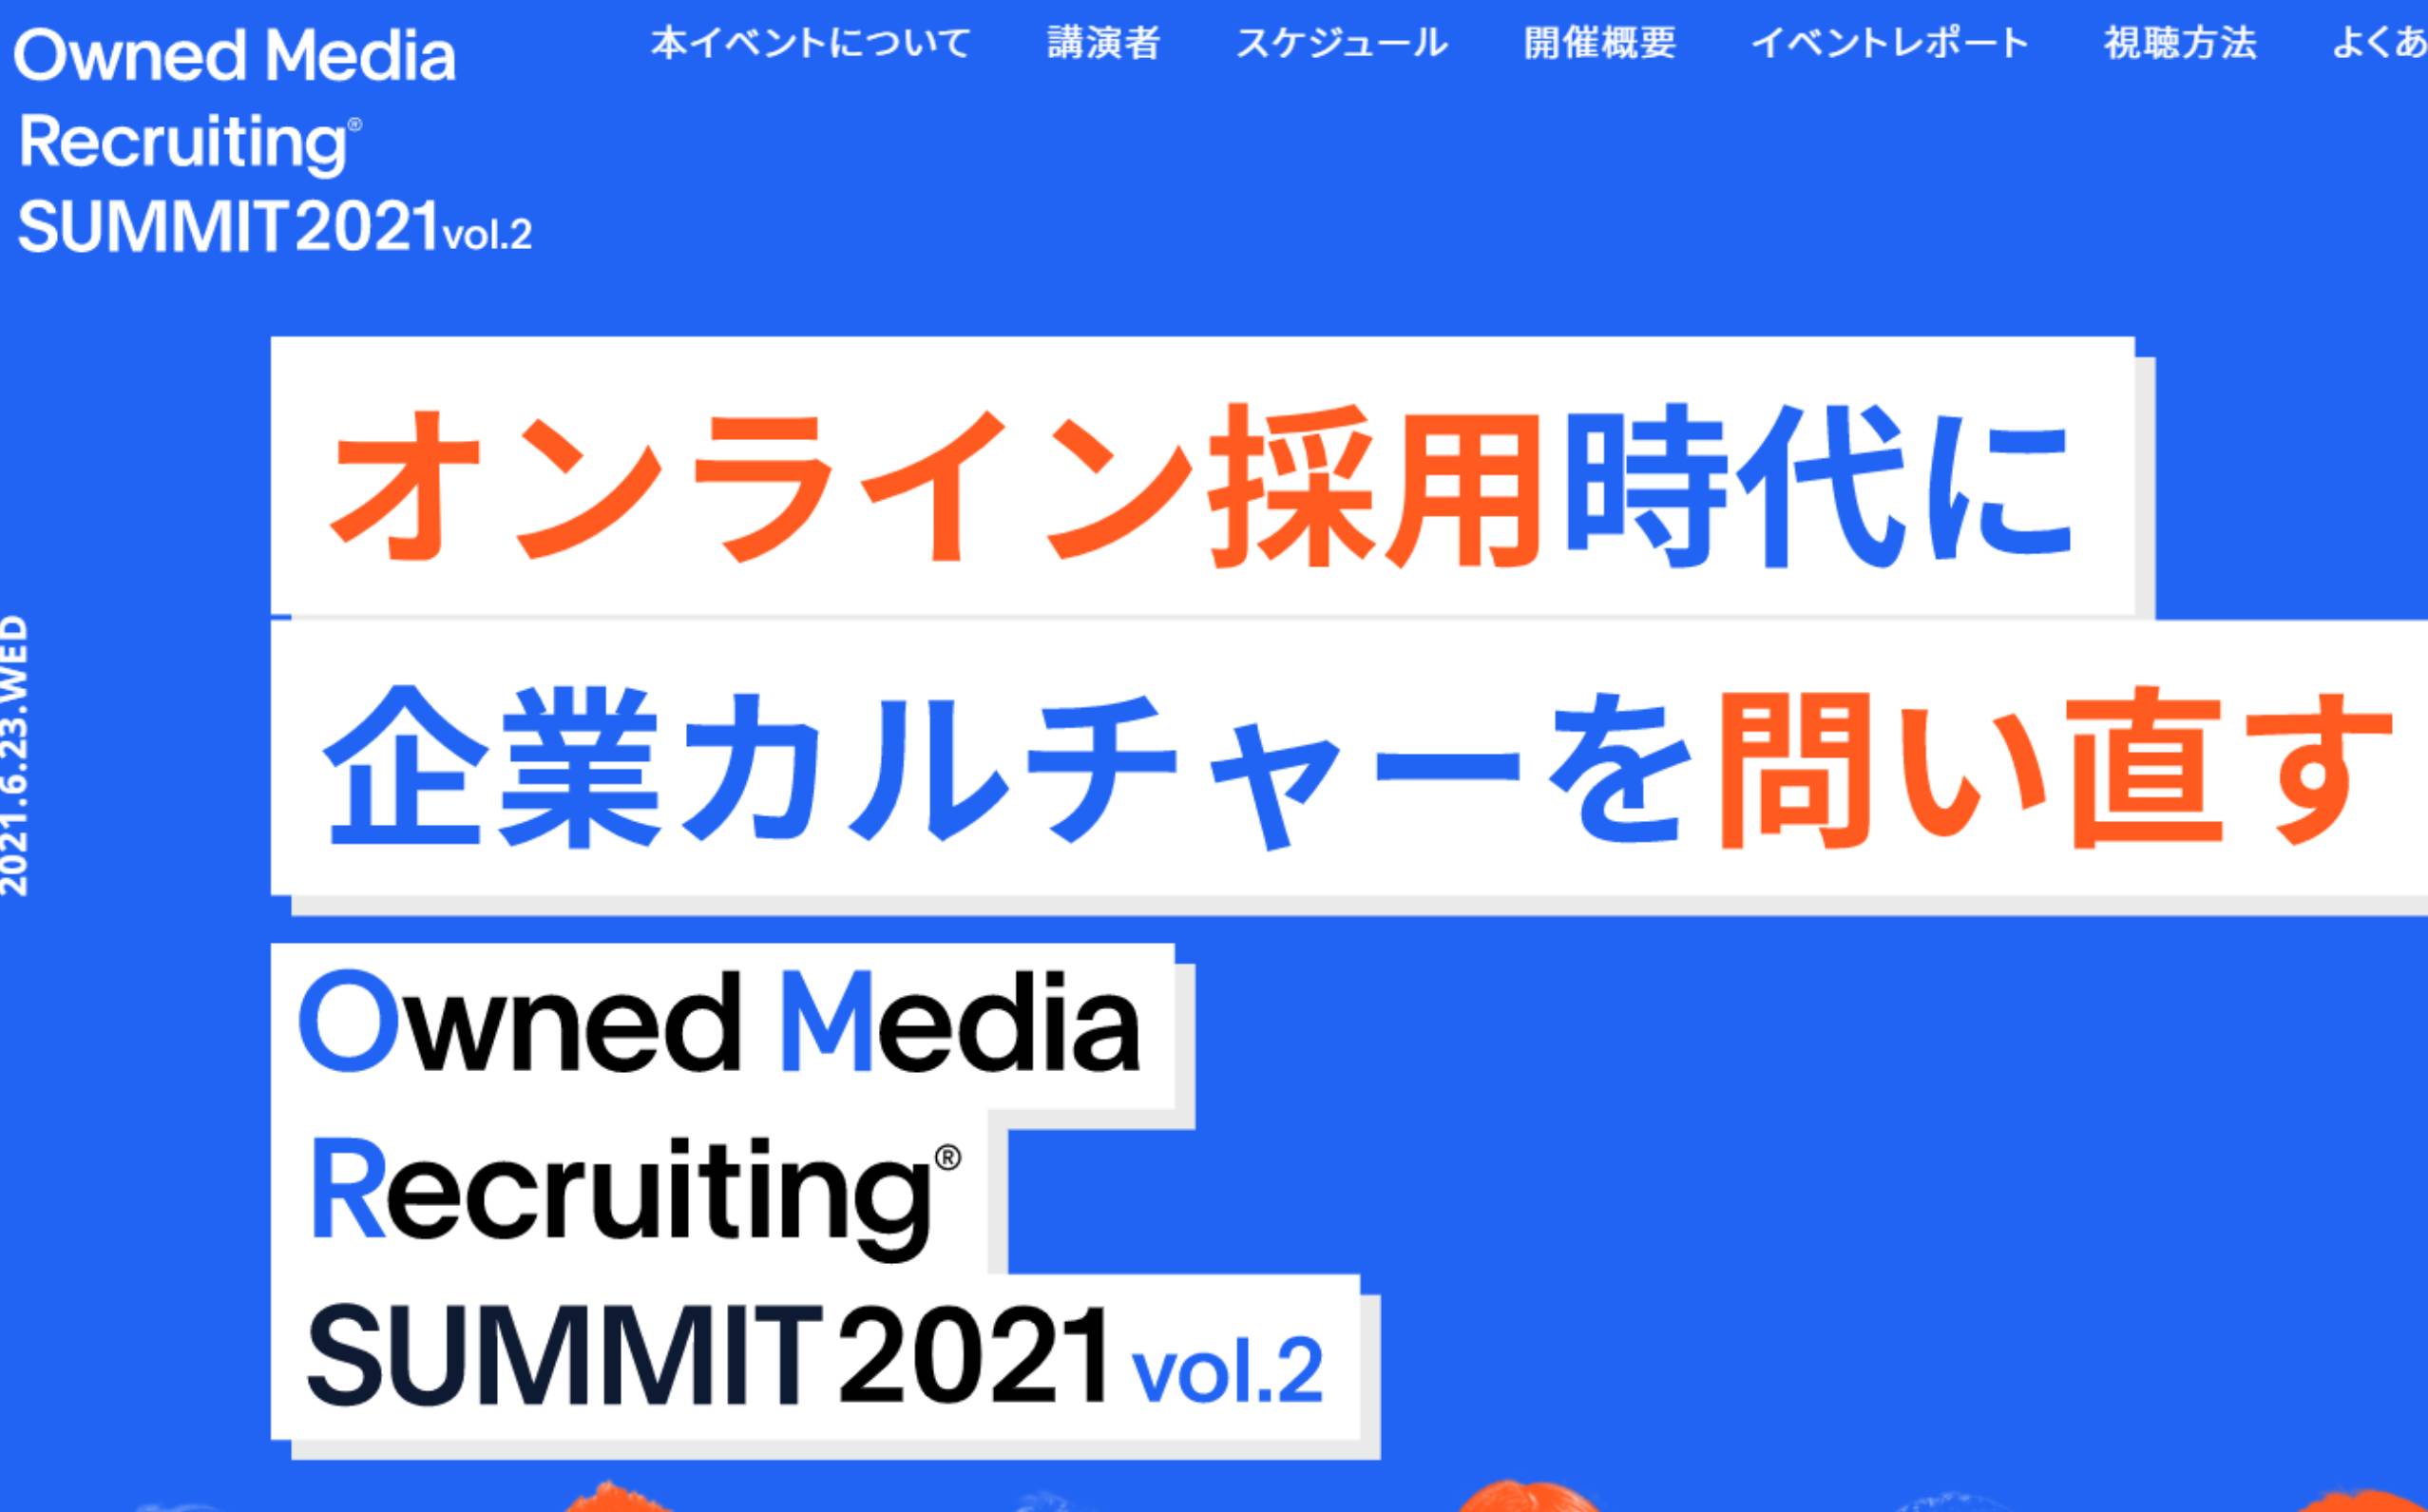 Owned Media
Recruiting®
SUMMIT2021vol.2
本イベントについて 講演者 スケジュール 開催概要 イベントレポート 視聴方法 よくあ
オンライン採用時代に
企業カルチャーを問い直す
2021.6.23.WED
Owned Media
Recruiting®
SUMMIT2021 vol.2